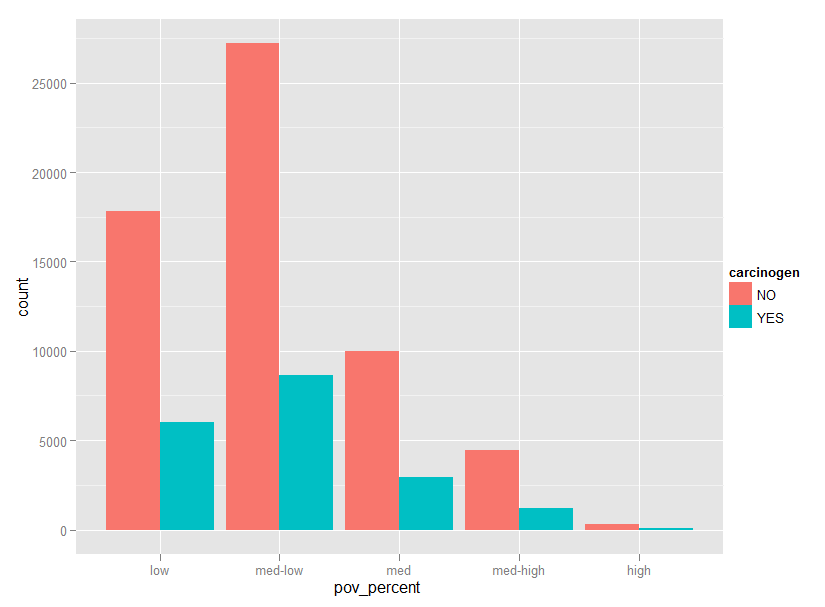 25000
20000
15000
10000
5000
0
count
low med-low med med-high high
pov_percent
carcinogen
NO
YES